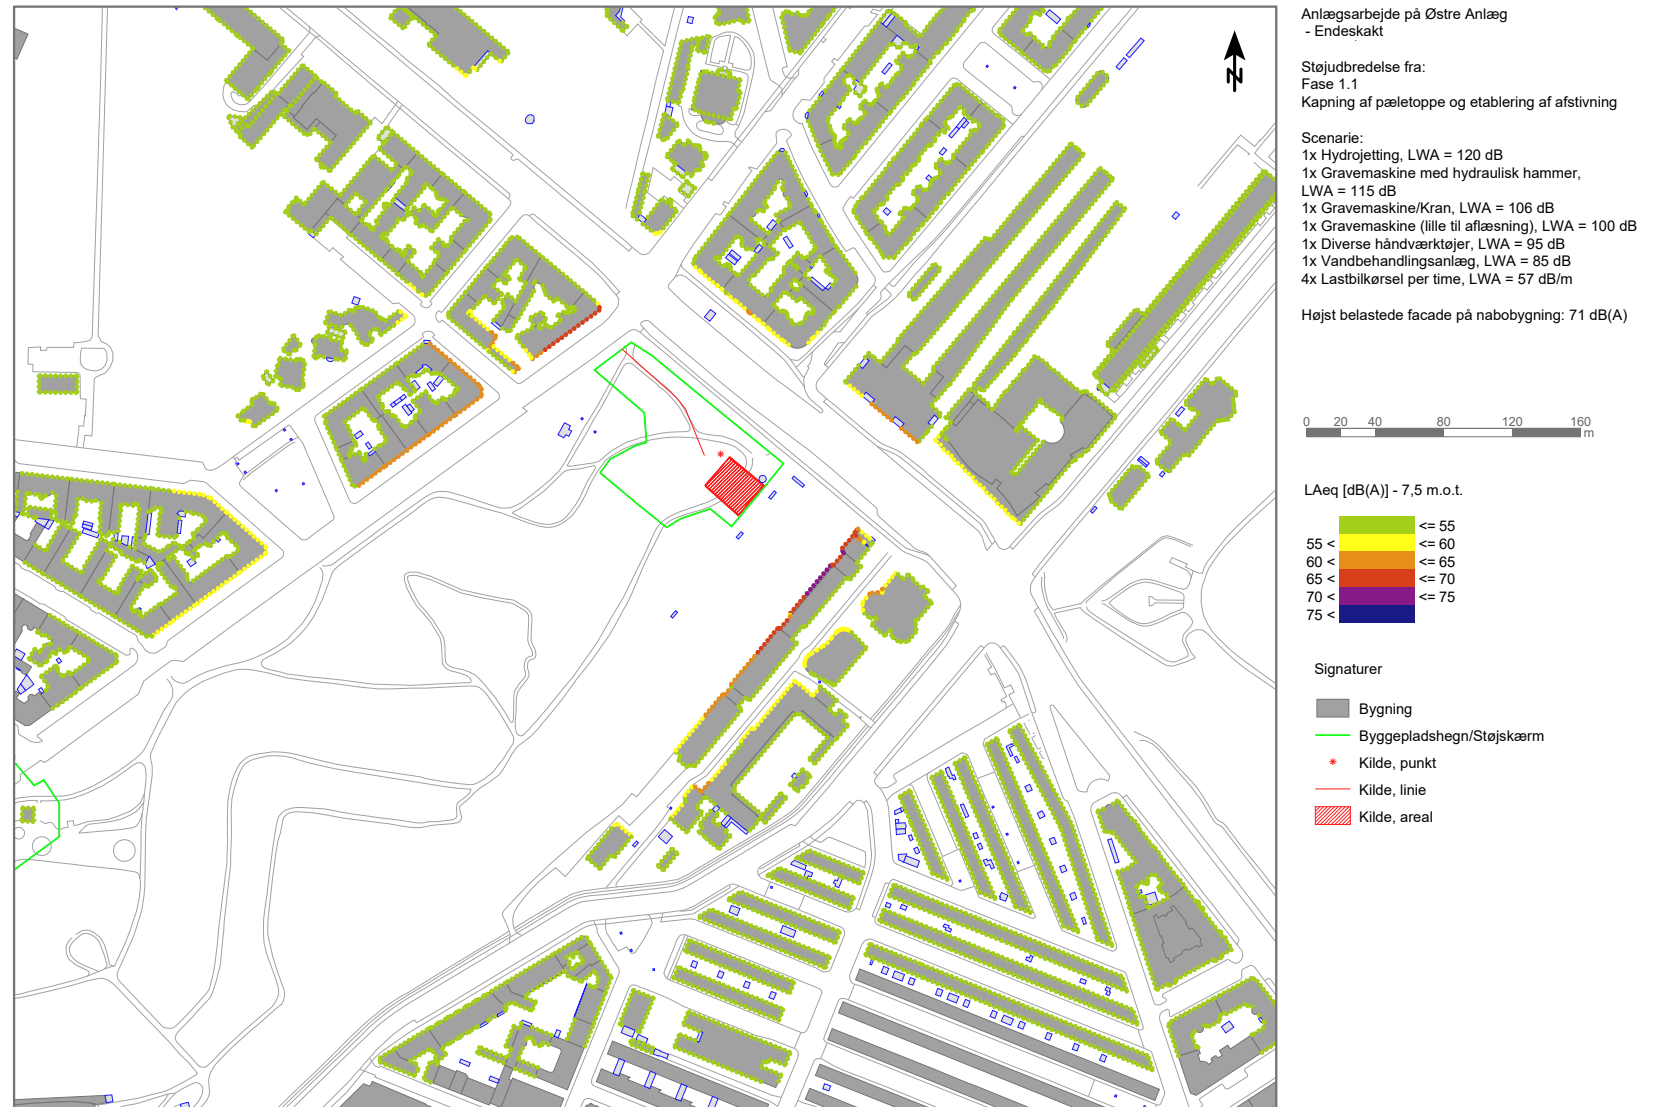 Anlægsarbejde på Østre Anlæg
- Endeskakt
Støjudbredelse fra:
Fase 1.1
Kapning af pæletoppe og etablering af afstivning
Scenarie:
1x Hydrojetting, LWA = 120 dB
1x Gravemaskine med hydraulisk hammer,
LWA = 115 dB
1x Gravemaskine/Kran, LWA = 106 dB
1x Gravemaskine (lille til aflæsning), LWA = 100 dB
1x Diverse håndværktøjer, LWA = 95 dB
1x Vandbehandlingsanlæg, LWA = 85 dB
4x Lastbilkørsel per time, LWA = 57 dB/m
Højst belastede facade på nabobygning: 71 dB(A)
N
0 20 40 80 120 160
m
LAeq [dB(A)] - 7,5 m.o.t.
<= 55
55 < <= 60
60 < <= 65
65 < <= 70
70 < <= 75
75 <
Signaturer
Bygning
Byggepladshegn/Støjskærm
Kilde, punkt
Kilde, linie
Kilde, areal